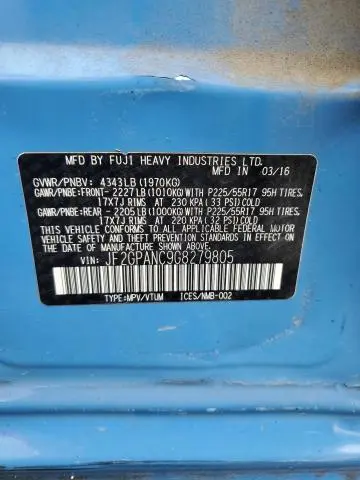 MFD BY FUJI HEAVY INDUSTRIES LTD.
MFD IN 03/16
GVWR/PNBV: 4343LB(1970KG)
GAWR/PNBE:FRONT- 2227LB(1010KG)W/P225/55R17 95H TIRES,
17X7J RIMS AT 230 KPA(33 PSI)COLD
GAWR/PNBE:REAR - 2205LB(1000KG)W/P225/55R17 95H TIRES,
17X7J RIMS AT 220 KPA(32 PSI)COLD
THIS VEHICLE CONFORMS TO ALL APPLICABLE FEDERAL MOTOR
VEHICLE SAFETY AND THEFT PREVENTION STANDARDS IN EFFECT
ON THE DATE OF MANUFACTURE SHOWN ABOVE.
VIN: JF2GPANC9G8279805
TYPE:MPV/VTUM ICES/NMB-002